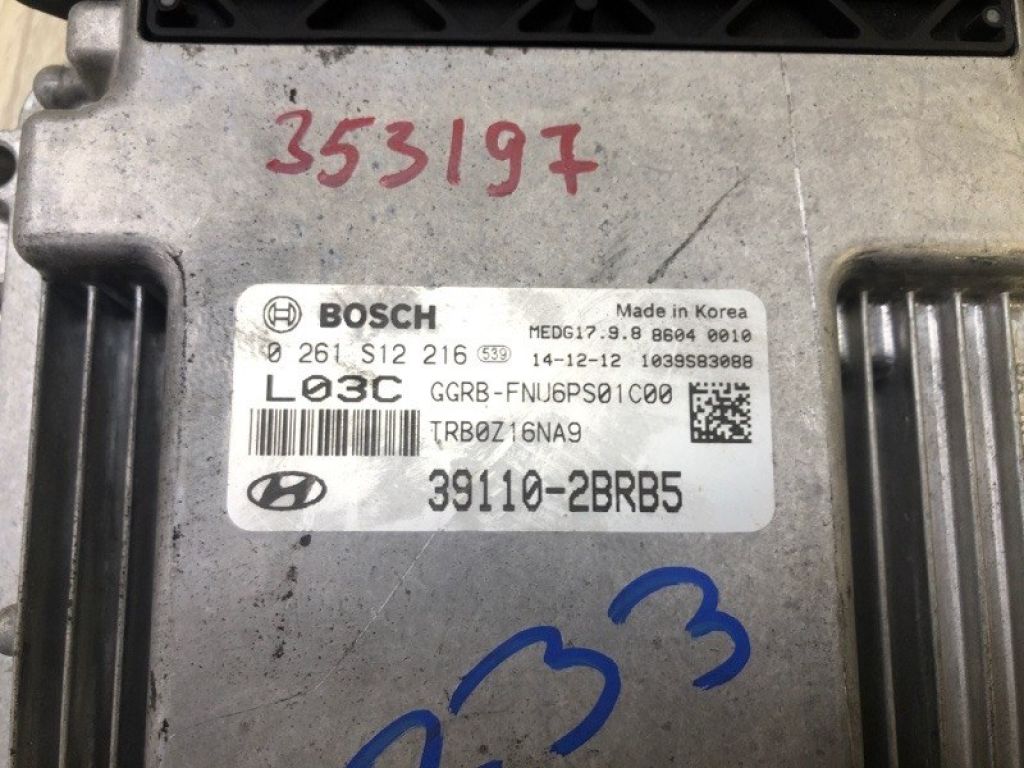 353197
BOSCH
Made in Korea
MEDG17.9.8 8604 0010
0 261 S12 216 539
14-12-12 1039S83088
L03C GGRB-FNU6PS01C00
TRB0Z16NA9
39110-2BRB5
233